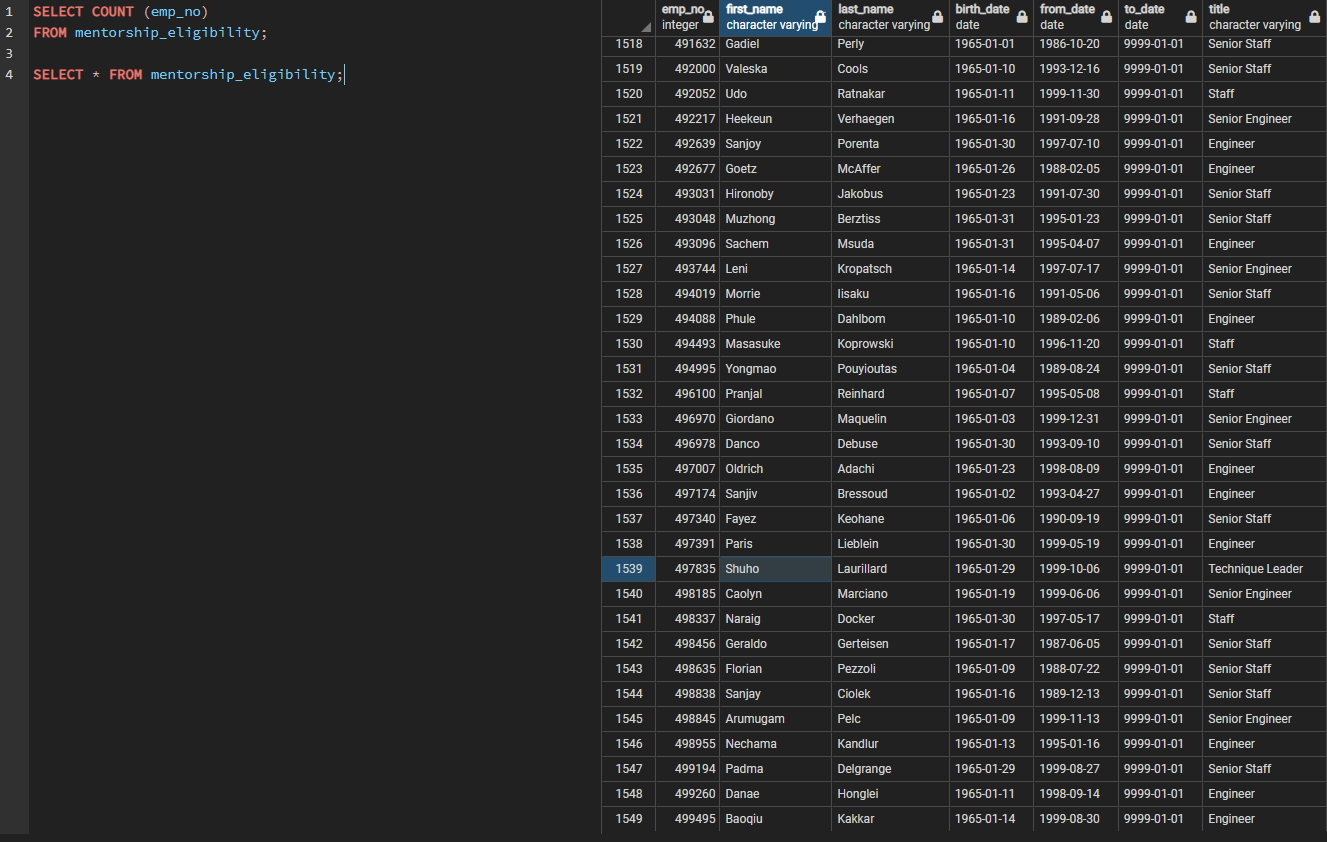 1 SELECT COUNT (emp_no)
2 FROM mentorship_eligibility;
3
4 SELECT * FROM mentorship_eligibility;
emp_no first_name last_name birth_date from_date to_date title
integer character varying character varying date date date character varying
1518 491632 Gadiel Perly 1965-01-01 1986-10-20 9999-01-01 Senior Staff
1519 492000 Valeska Cools 1965-01-10 1993-12-16 9999-01-01 Senior Staff
1520 492052 Udo Ratnakar 1965-01-11 1999-11-30 9999-01-01 Staff
1521 492217 Heekeun Verhaegen 1965-01-16 1991-09-28 9999-01-01 Senior Engineer
1522 492639 Sanjoy Porenta 1965-01-30 1997-07-10 9999-01-01 Engineer
1523 492677 Goetz McAffer 1965-01-26 1988-02-05 9999-01-01 Engineer
1524 493031 Hironoby Jakobus 1965-01-23 1991-07-30 9999-01-01 Senior Staff
1525 493048 Muzhong Berztiss 1965-01-31 1995-01-23 9999-01-01 Senior Staff
1526 493096 Sachem Msuda 1965-01-31 1995-04-07 9999-01-01 Engineer
1527 493744 Leni Kropatsch 1965-01-14 1997-07-17 9999-01-01 Senior Engineer
1528 494019 Morrie Iisaku 1965-01-16 1991-05-06 9999-01-01 Senior Staff
1529 494088 Phule Dahlbom 1965-01-10 1989-02-06 9999-01-01 Engineer
1530 494493 Masasuke Koprowski 1965-01-10 1996-11-20 9999-01-01 Staff
1531 494995 Yongmao Pouyioutas 1965-01-04 1989-08-24 9999-01-01 Senior Staff
1532 496100 Pranjal Reinhard 1965-01-07 1995-05-08 9999-01-01 Staff
1533 496970 Giordano Maquelin 1965-01-03 1999-12-31 9999-01-01 Senior Engineer
1534 496978 Danco Debuse 1965-01-30 1993-09-10 9999-01-01 Senior Staff
1535 497007 Oldrich Adachi 1965-01-23 1998-08-09 9999-01-01 Engineer
1536 497174 Sanjiv Bressoud 1965-01-02 1993-04-27 9999-01-01 Engineer
1537 497340 Fayez Keohane 1965-01-06 1990-09-19 9999-01-01 Senior Staff
1538 497391 Paris Lieblein 1965-01-30 1999-05-19 9999-01-01 Engineer
1539 497835 Shuho Laurillard 1965-01-29 1999-10-06 9999-01-01 Technique Leader
1540 498185 Caolyn Marciano 1965-01-19 1999-06-06 9999-01-01 Senior Engineer
1541 498337 Naraig Docker 1965-01-30 1997-05-17 9999-01-01 Staff
1542 498456 Geraldo Gerteisen 1965-01-17 1987-06-05 9999-01-01 Senior Staff
1543 498635 Florian Pezzoli 1965-01-09 1988-07-22 9999-01-01 Senior Staff
1544 498838 Sanjay Ciolek 1965-01-16 1989-12-13 9999-01-01 Senior Staff
1545 498845 Arumugam Pelc 1965-01-09 1999-11-13 9999-01-01 Senior Engineer
1546 498955 Nechama Kandlur 1965-01-13 1995-01-16 9999-01-01 Engineer
1547 499194 Padma Delgrange 1965-01-29 1999-08-27 9999-01-01 Senior Staff
1548 499260 Danae Honglei 1965-01-11 1998-09-14 9999-01-01 Engineer
1549 499495 Baoqiu Kakkar 1965-01-14 1999-08-30 9999-01-01 Engineer